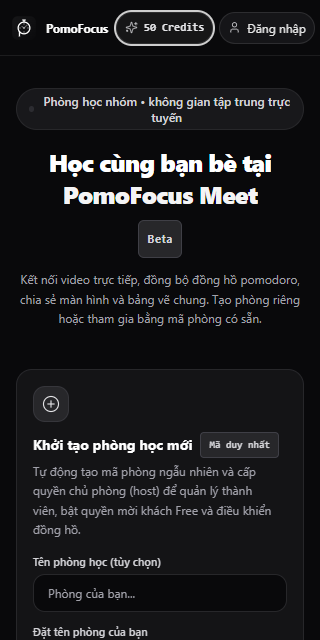 PomoFocus
50 Credits
Đăng nhập
Phòng học nhóm • không gian tập trung trực
tuyến
Học cùng bạn bè tại
PomoFocus Meet
Beta
Kết nối video trực tiếp, đồng bộ đồng hồ pomodoro,
chia sẻ màn hình và bảng vẽ chung. Tạo phòng riêng
hoặc tham gia bằng mã phòng có sẵn.
Khởi tạo phòng học mới
Mã duy nhất
Tự động tạo mã phòng ngẫu nhiên và cấp
quyền chủ phòng (host) để quản lý thành
viên, bật quyền mời khách Free và điều khiển
đồng hồ.
Tên phòng học (tùy chọn)
Phòng của bạn...
Đặt tên phòng của bạn